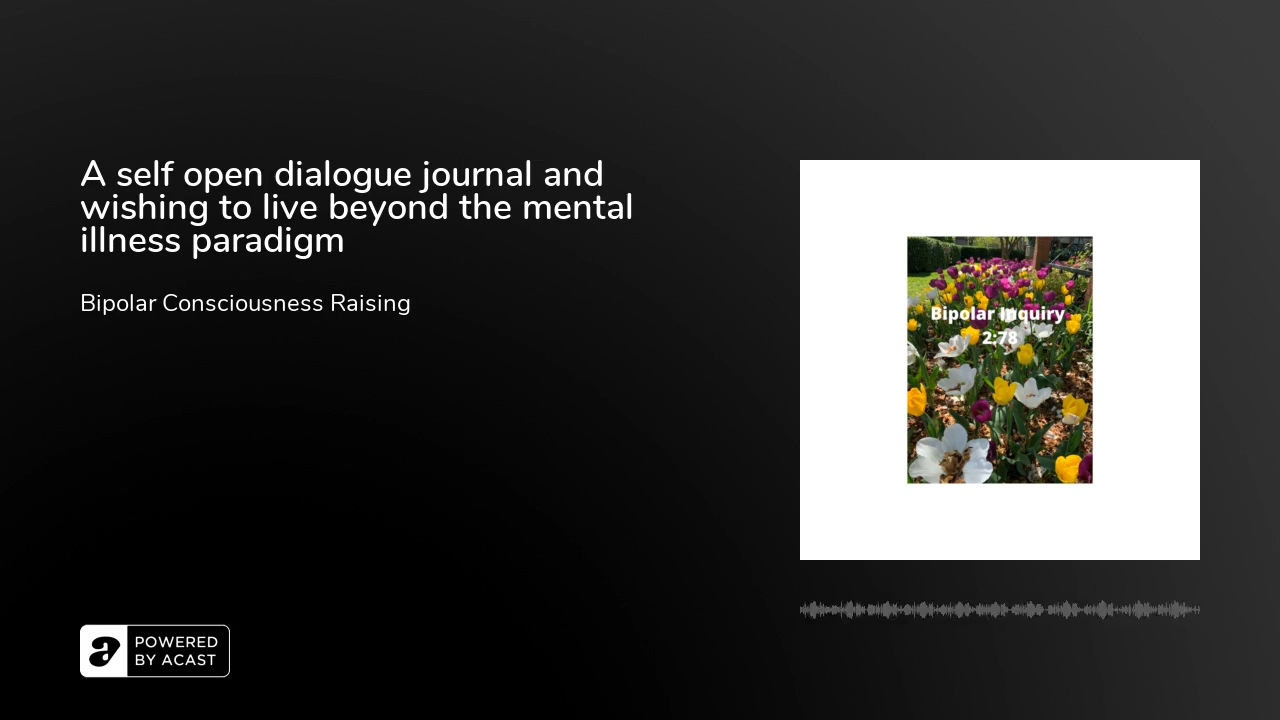 A self open dialogue journal and
wishing to live beyond the mental
illness paradigm
Bipolar Consciousness Raising
Bipolar Inquiry
2:78
a POWERED
BY ACAST